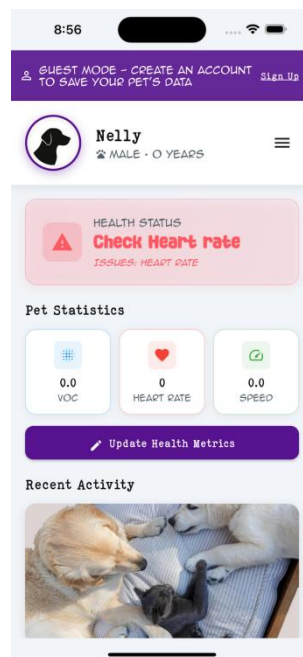 8:56
GUEST MODE - CREATE AN ACCOUNT
TO SAVE YOUR PET'S DATA
Sign Up
Nelly
MALE · 0 YEARS
HEALTH STATUS
Check Heart rate
ISSUES: HEART RATE
Pet Statistics
0.0
VOC
0
HEART RATE
0.0
SPEED
Update Health Metrics
Recent Activity